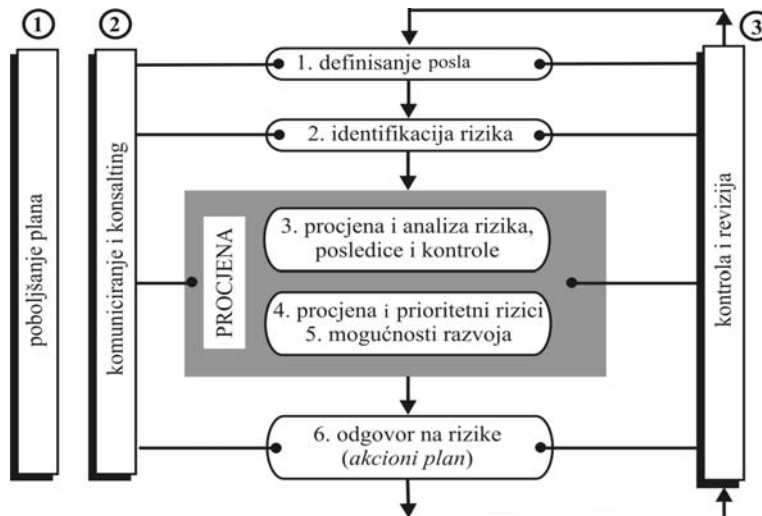 1
2
3
poboljšanje plana
komuniciranje i konsalting
1. definisanje posla
2. identifikacija rizika
PROCJENA
3. procjena i analiza rizika,
posledice i kontrole
4. procjena i prioritetni rizici
5. mogućnosti razvoja
6. odgovor na rizike
(akcioni plan)
kontrola i revizija